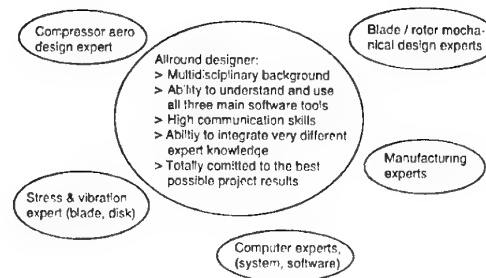 Compressor aero
design expert
Blade / rotor mecha-
nical design experts
Allround designer:
> Multidisciplinary background
> Ability to understand and use
all three main software tools
> High communication skills
> Abiltiy to integrate very different
expert knowledge
> Totally comitted to the best
possible project results
Manufacturing
experts
Stress & vibration
expert (blade, disk)
Computer experts,
(system, software)